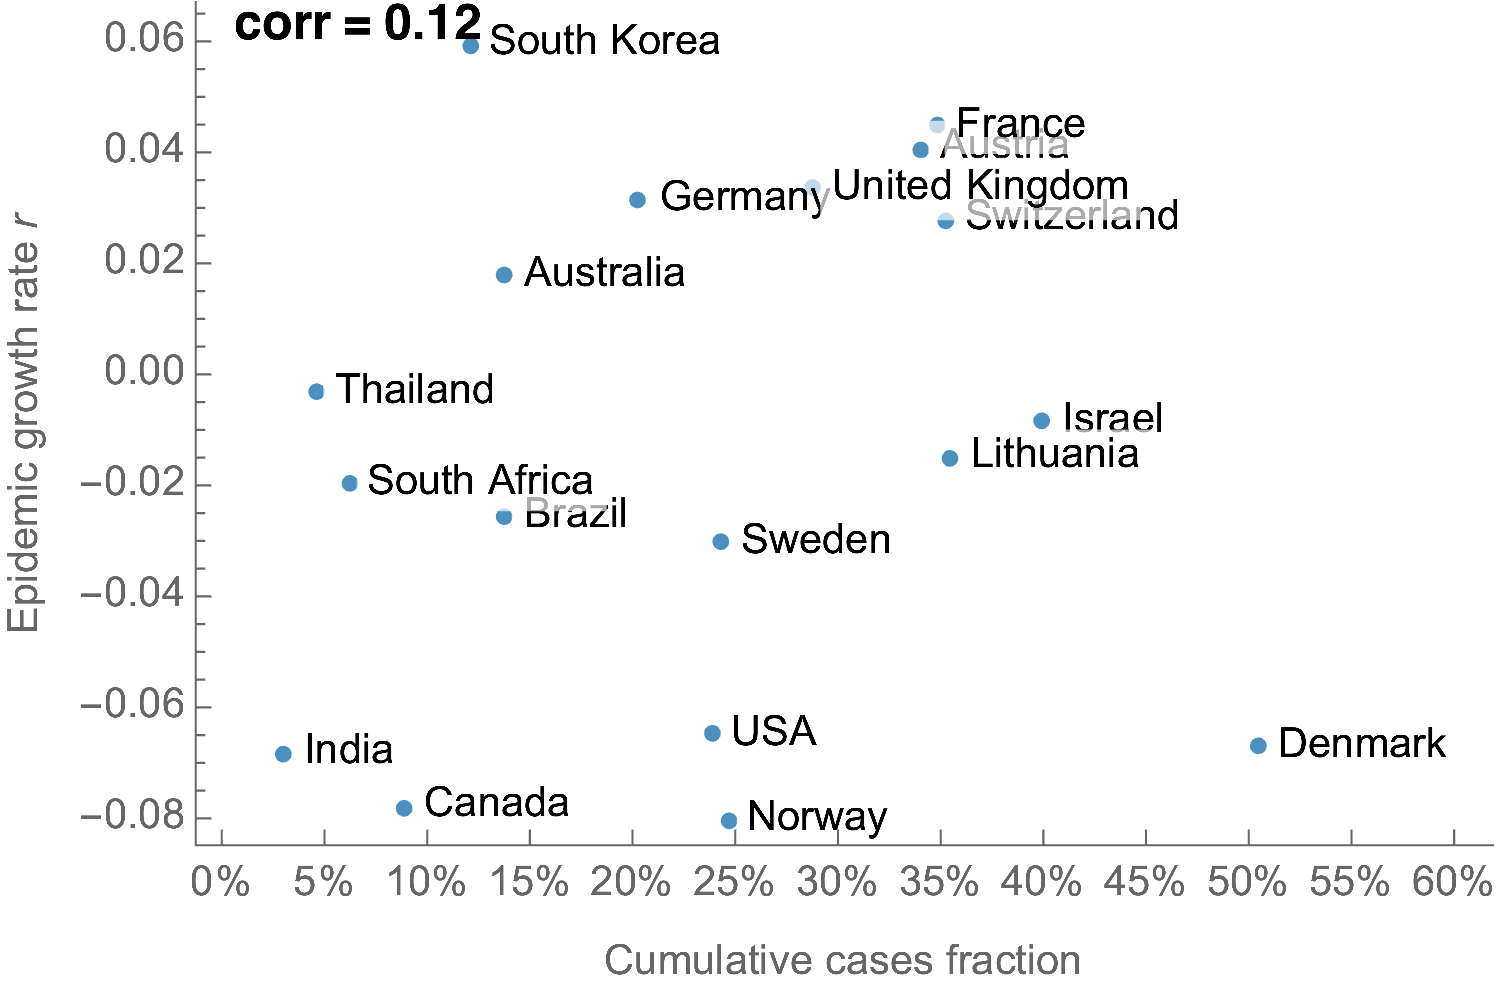 corr = 0.12
0.06
South Korea
France
0.04
Austria
United Kingdom
Germany
Switzerland
0.02
Australia
0.00
Thailand
Israel
Lithuania
−0.02
South Africa
Brazil
Sweden
−0.04
−0.06
USA
Denmark
India
Canada
−0.08
Norway
Epidemic growth rate r
0% 5% 10% 15% 20% 25% 30% 35% 40% 45% 50% 55% 60%
Cumulative cases fraction